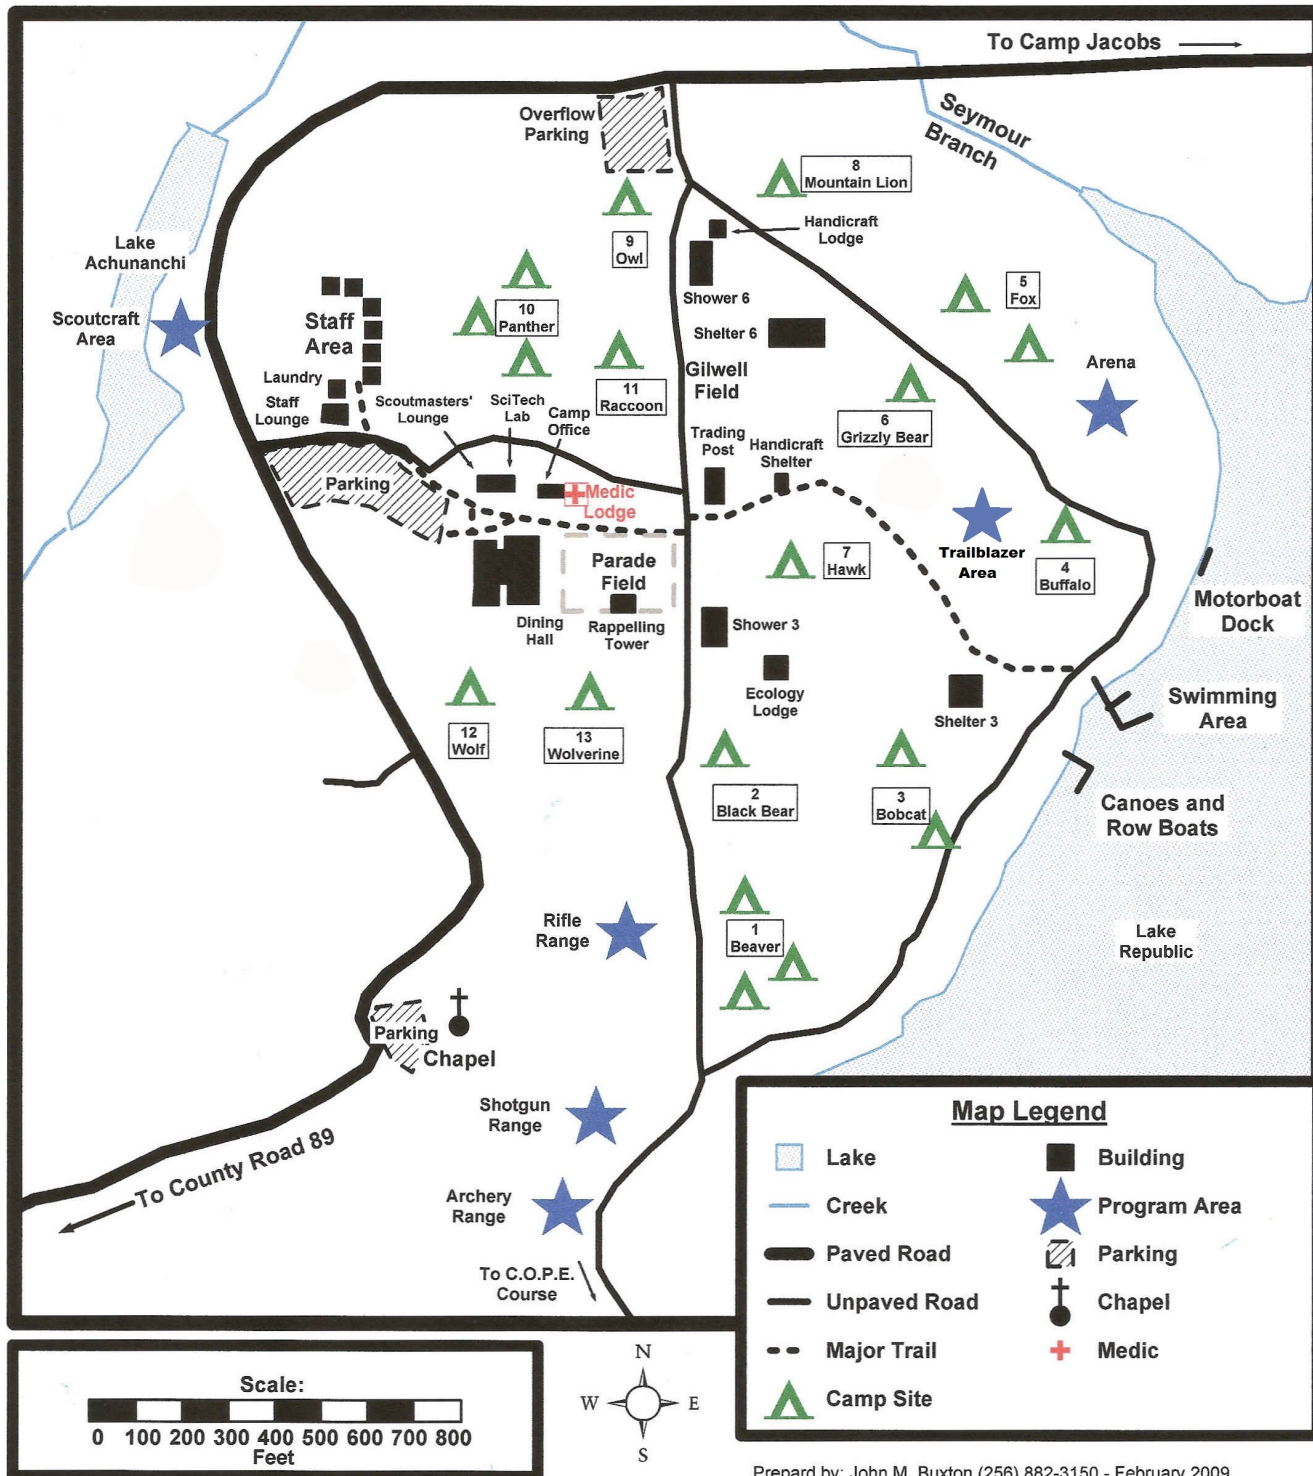 To Camp Jacobs
Overflow
Parking
Seymour
Branch
8
Mountain Lion
Handicraft
Lodge
9
Owl
Lake
Achunanchi
Scoutcraft
Area
Shower 6
5
Fox
Staff
Area
10
Panther
Shelter 6
Gilwell
Field
Arena
Laundry
Staff
Lounge
Scoutmasters'
Lounge
SciTech
Lab
Camp
Office
11
Raccoon
6
Grizzly Bear
Trading
Post
Handicraft
Shelter
Parking
Medic
Lodge
Trailblazer
Area
4
Buffalo
7
Hawk
Parade
Field
Dining
Hall
Rappelling
Tower
Shower 3
Motorboat
Dock
Ecology
Lodge
Shelter 3
Swimming
Area
12
Wolf
13
Wolverine
2
Black Bear
3
Bobcat
Canoes and
Row Boats
Rifle
Range
1
Beaver
Lake
Republic
Parking
Chapel
Shotgun
Range
To County Road 89
Archery
Range
To C.O.P.E.
Course
Map Legend
Lake
Building
Creek
Program Area
Paved Road
Parking
Unpaved Road
Chapel
Major Trail
Medic
Camp Site
Scale:
0 100 200 300 400 500 600 700 800
Feet
N
W E
S
Prepard by: John M. Buxton (256) 882-3150 - February 2009